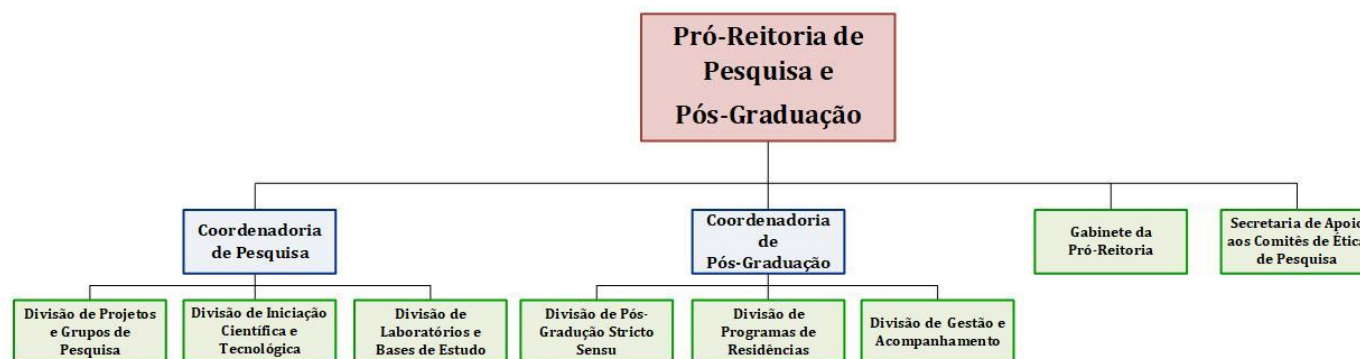 Pró-Reitoria de
Pesquisa e
Pós-Graduação
Coordenadoria
de Pesquisa
Coordenadoria
de
Pós-Graduação
Gabinete da
Pró-Reitoria
Secretaria de Apoio
aos Comitês de Ética
de Pesquisa
Divisão de Projetos
e Grupos de
Pesquisa
Divisão de Iniciação
Científica e
Tecnológica
Divisão de
Laboratórios e
Bases de Estudo
Divisão de Pós-
Gradução Stricto
Sensu
Divisão de
Programas de
Residências
Divisão de Gestão e
Acompanhamento